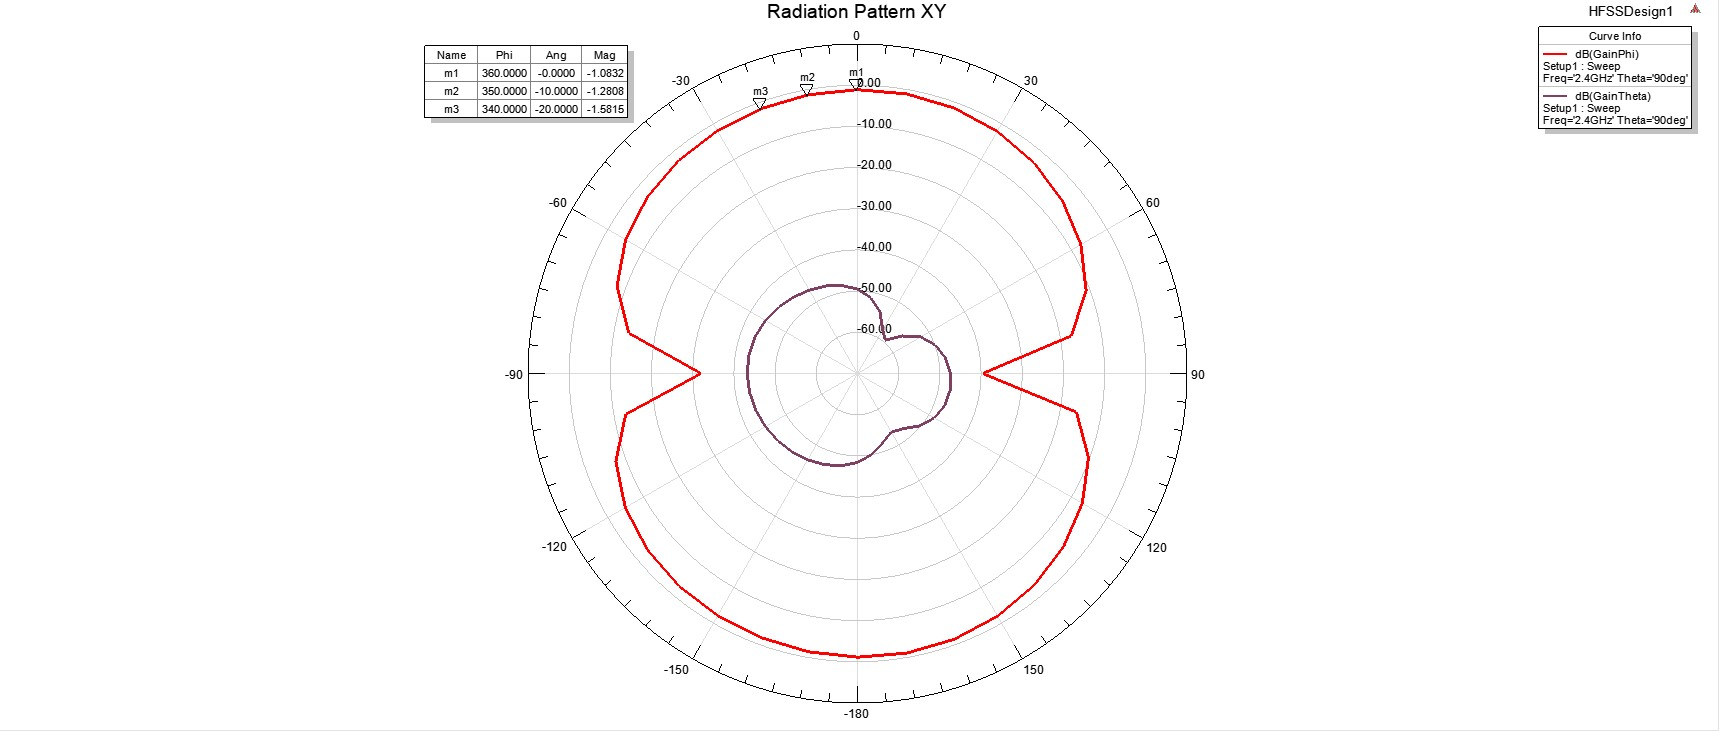 Radiation Pattern XY
HFSSDesign1
Name Phi Ang Mag
m1 360.0000 -0.0000 -1.0832
m2 350.0000 -10.0000 -1.2808
m3 340.0000 -20.0000 -1.5815
Curve Info
dB(GainPhi)
Setup1 : Sweep
Freq='2.4GHz' Theta='90deg'
dB(GainTheta)
Setup1 : Sweep
Freq='2.4GHz' Theta='90deg'
0
-30
30
m1
m2
m3
0.00
-10.00
-20.00
-30.00
-40.00
-50.00
-60.00
-60
60
-90
90
-120
120
-150
150
-180